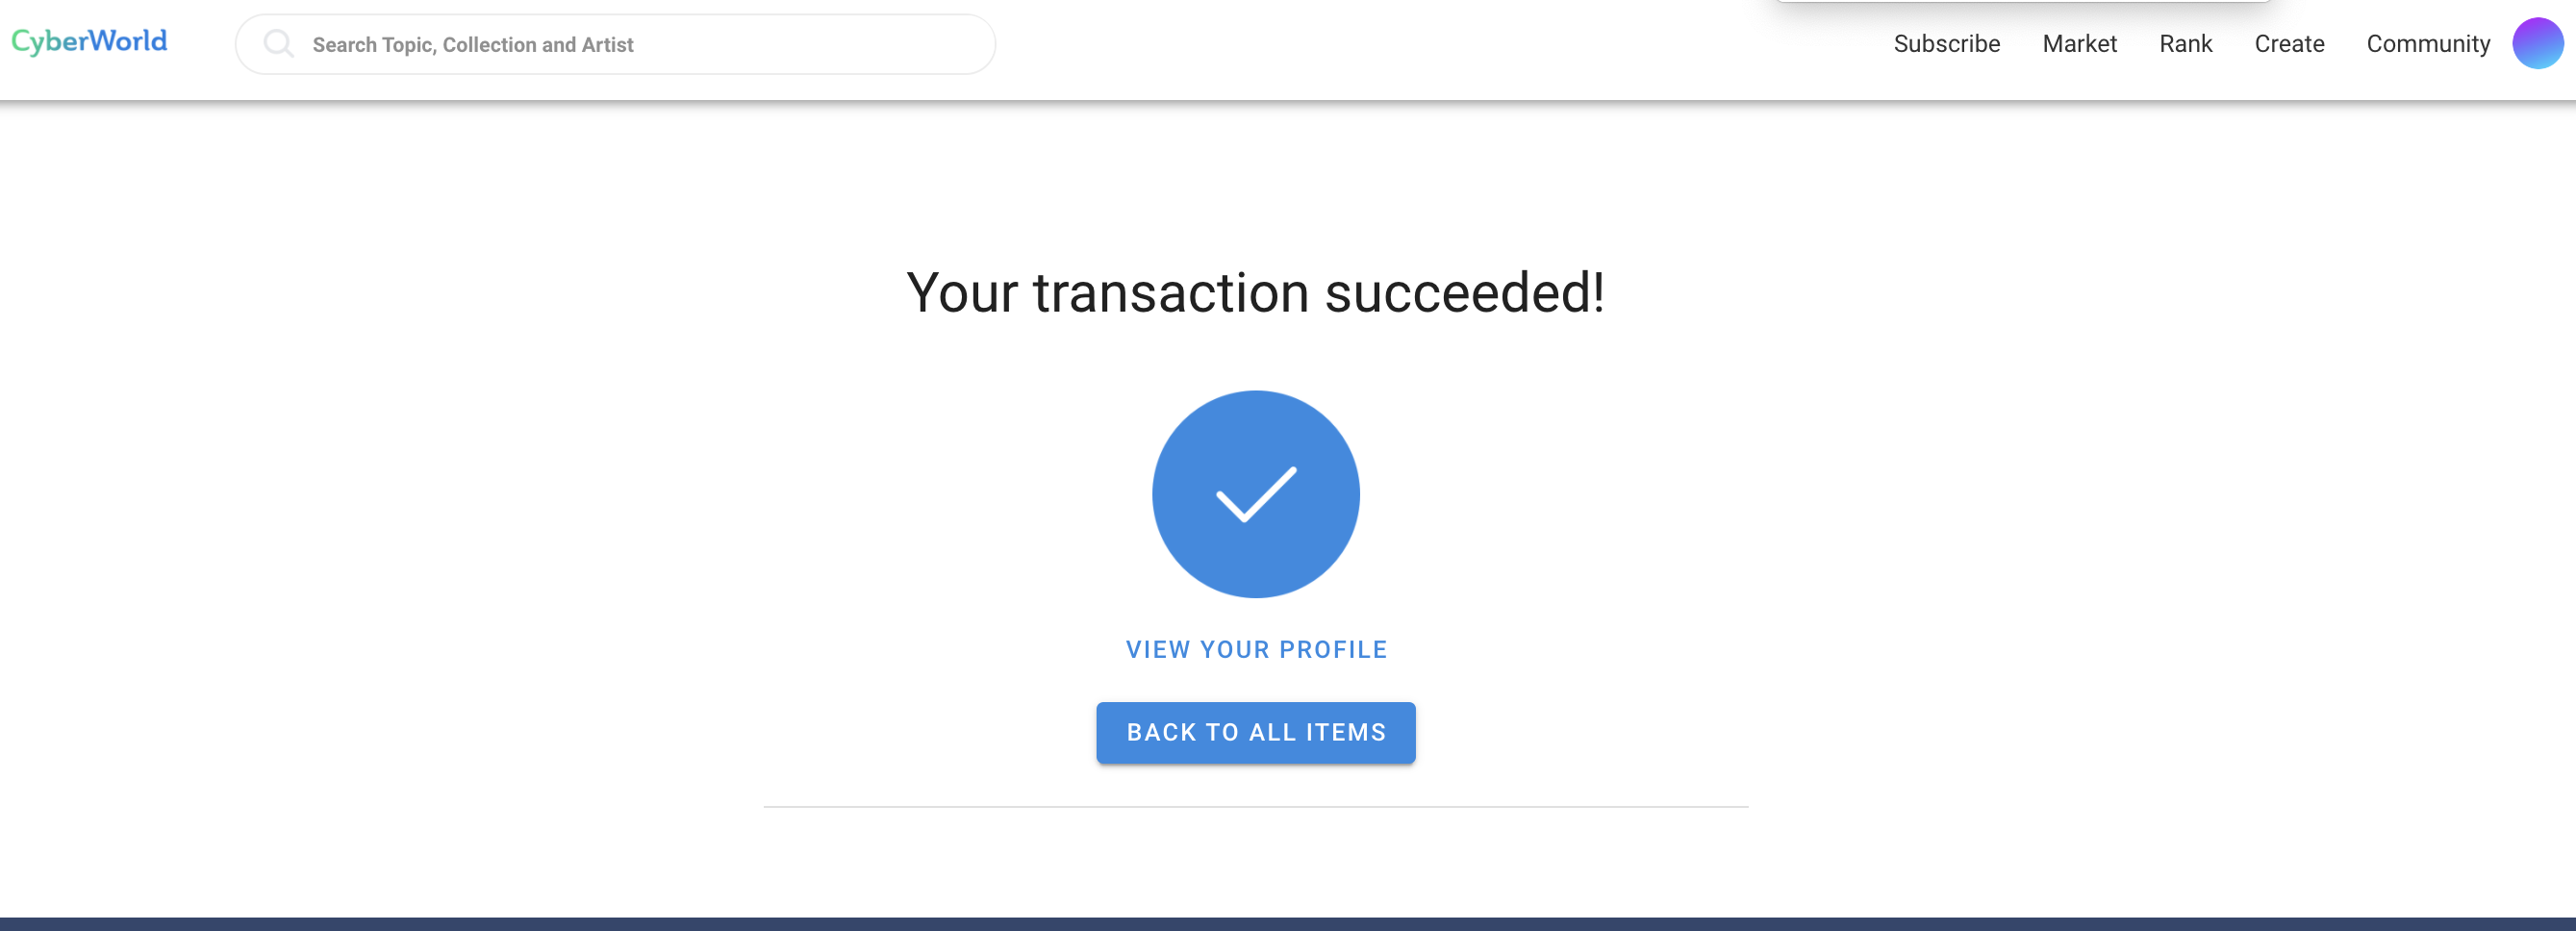 CyberWorld
Search Topic, Collection and Artist
Subscribe Market Rank Create Community
Your transaction succeeded!
VIEW YOUR PROFILE
BACK TO ALL ITEMS